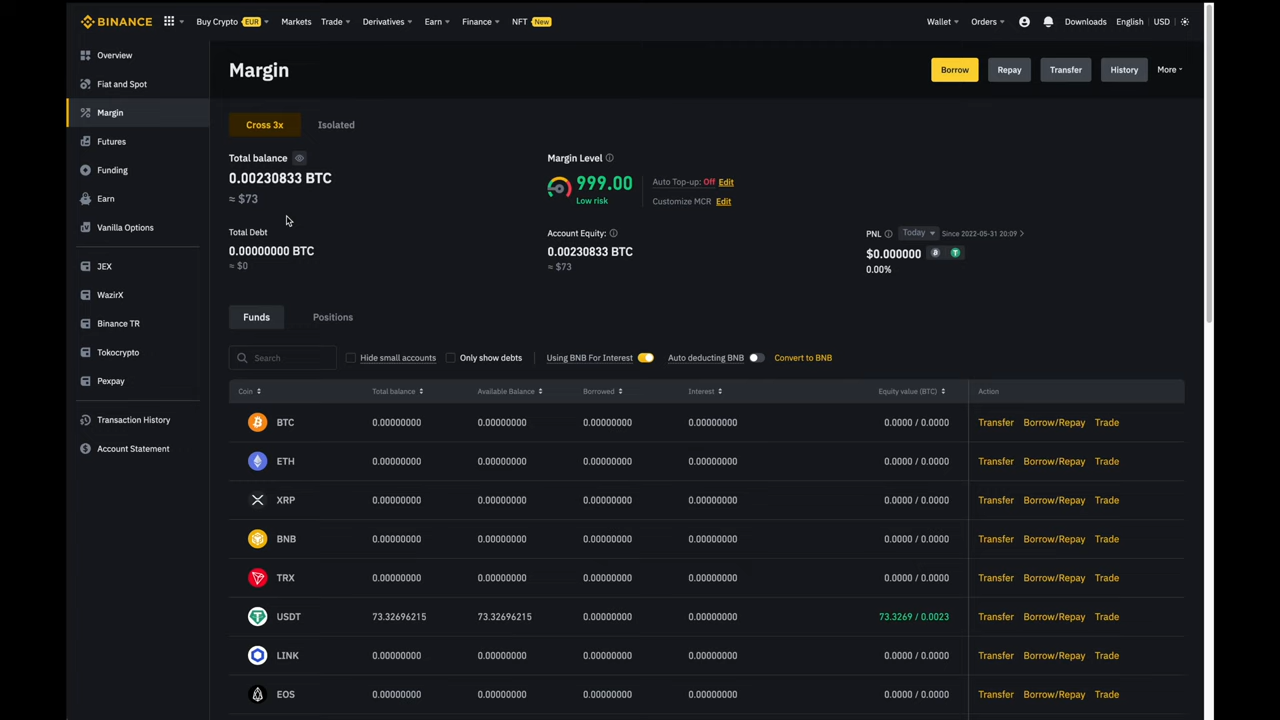 BINANCE Buy Crypto EUR Markets Trade Derivatives Earn Finance NFT New Wallet Orders Downloads English USD
Overview
Fiat and Spot
Margin
Futures
Funding
Earn
Vanilla Options
JEX
WazirX
Binance TR
Tokocrypto
Pexpay
Transaction History
Account Statement
Margin
Borrow Repay Transfer History More
Cross 3x Isolated
Total balance
0.00230833 BTC
≈ $73
Margin Level
999.00
Low risk
Auto Top-up: Off Edit
Customize MCR Edit
Total Debt
0.00000000 BTC
≈ $0
Account Equity:
0.00230833 BTC
≈ $73
PNL Today Since 2022-05-31 20:09
$0.000000
0.00%
Funds Positions
Search Hide small accounts Only show debts Using BNB For Interest Auto deducting BNB Convert to BNB
Coin Total balance Available Balance Borrowed Interest Equity value (BTC) Action
BTC 0.00000000 0.00000000 0.00000000 0.00000000 0.0000 / 0.0000 Transfer Borrow/Repay Trade
ETH 0.00000000 0.00000000 0.00000000 0.00000000 0.0000 / 0.0000 Transfer Borrow/Repay Trade
XRP 0.00000000 0.00000000 0.00000000 0.00000000 0.0000 / 0.0000 Transfer Borrow/Repay Trade
BNB 0.00000000 0.00000000 0.00000000 0.00000000 0.0000 / 0.0000 Transfer Borrow/Repay Trade
TRX 0.00000000 0.00000000 0.00000000 0.00000000 0.0000 / 0.0000 Transfer Borrow/Repay Trade
USDT 73.32696215 73.32696215 0.00000000 0.00000000 73.3269 / 0.0023 Transfer Borrow/Repay Trade
LINK 0.00000000 0.00000000 0.00000000 0.00000000 0.0000 / 0.0000 Transfer Borrow/Repay Trade
EOS 0.00000000 0.00000000 0.00000000 0.00000000 0.0000 / 0.0000 Transfer Borrow/Repay Trade